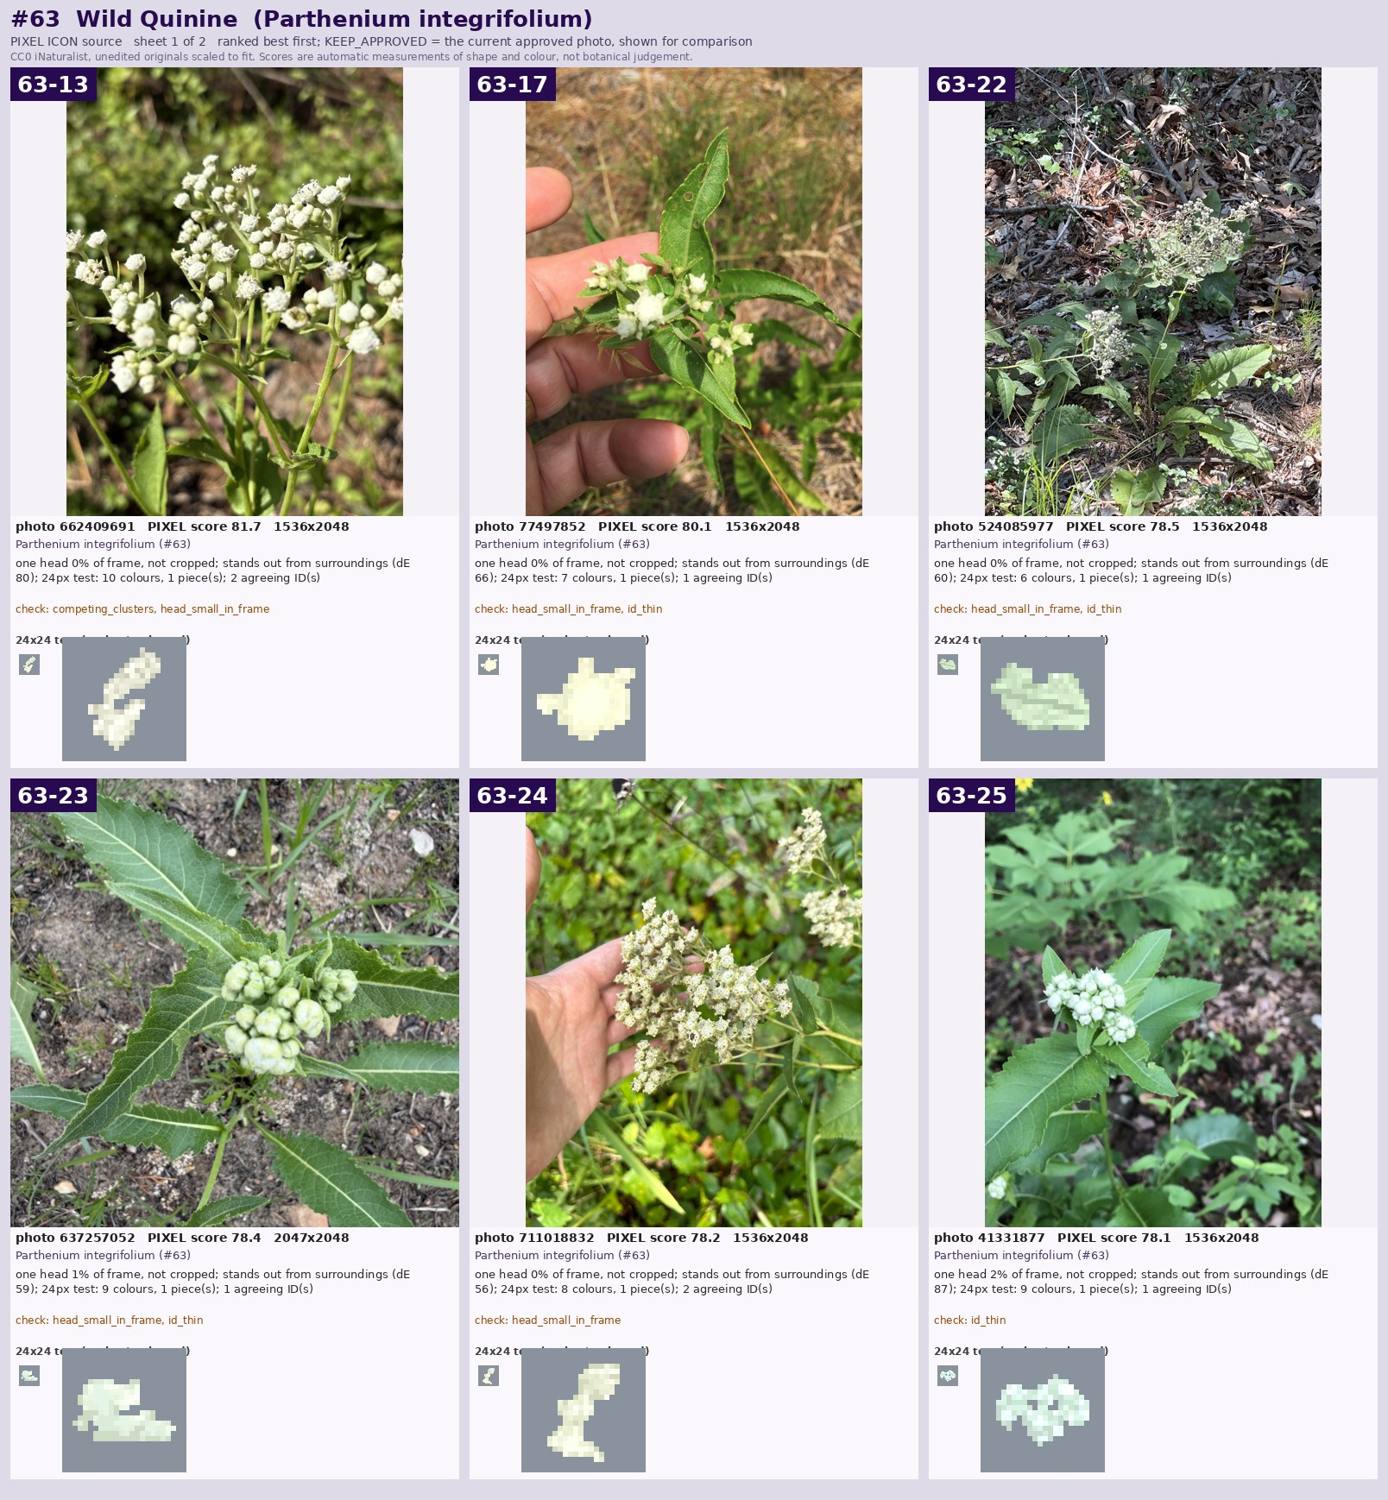 #63 Wild Quinine (Parthenium integrifolium)
PIXEL ICON source sheet 1 of 2 ranked best first; KEEP_APPROVED = the current approved photo, shown for comparison
CC0 iNaturalist, unedited originals scaled to fit. Scores are automatic measurements of shape and colour, not botanical judgement.
63-13
photo 662409691 PIXEL score 81.7 1536x2048
Parthenium integrifolium (#63)
one head 0% of frame, not cropped; stands out from surroundings (dE
80); 24px test: 10 colours, 1 piece(s); 2 agreeing ID(s)
check: competing_clusters, head_small_in_frame
24x24
63-17
photo 77497852 PIXEL score 80.1 1536x2048
Parthenium integrifolium (#63)
one head 0% of frame, not cropped; stands out from surroundings (dE
66); 24px test: 7 colours, 1 piece(s); 1 agreeing ID(s)
check: head_small_in_frame, id_thin
24x24
63-22
photo 524085977 PIXEL score 78.5 1536x2048
Parthenium integrifolium (#63)
one head 0% of frame, not cropped; stands out from surroundings (dE
60); 24px test: 6 colours, 1 piece(s); 1 agreeing ID(s)
check: head_small_in_frame, id_thin
24x24
63-23
photo 637257052 PIXEL score 78.4 2047x2048
Parthenium integrifolium (#63)
one head 1% of frame, not cropped; stands out from surroundings (dE
59); 24px test: 9 colours, 1 piece(s); 1 agreeing ID(s)
check: head_small_in_frame, id_thin
24x24
63-24
photo 711018832 PIXEL score 78.2 1536x2048
Parthenium integrifolium (#63)
one head 0% of frame, not cropped; stands out from surroundings (dE
56); 24px test: 8 colours, 1 piece(s); 2 agreeing ID(s)
check: head_small_in_frame
24x24
63-25
photo 41331877 PIXEL score 78.1 1536x2048
Parthenium integrifolium (#63)
one head 2% of frame, not cropped; stands out from surroundings (dE
87); 24px test: 9 colours, 1 piece(s); 1 agreeing ID(s)
check: id_thin
24x24